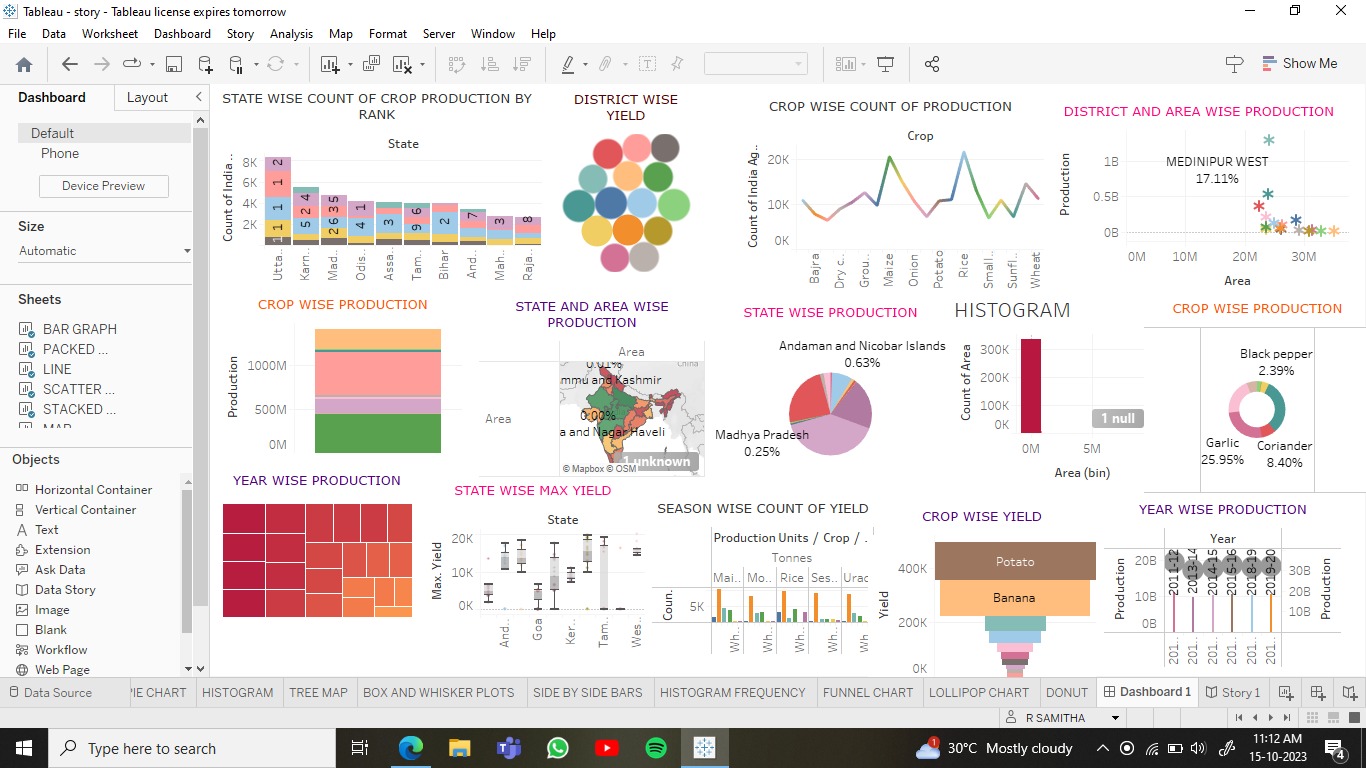 Tableau - story - Tableau license expires tomorrow
File Data Worksheet Dashboard Story Analysis Map Format Server Window Help
Show Me
Dashboard
Layout
Default
Phone
Device Preview
Size
Automatic
Sheets
BAR GRAPH
PACKED ...
LINE
SCATTER ...
STACKED ...
Objects
Horizontal Container
Vertical Container
Text
Extension
Ask Data
Data Story
Image
Blank
Workflow
Web Page
STATE WISE COUNT OF CROP PRODUCTION BY
RANK
State
Count of India ..
8K
6K
4K
2K
Utta..
Karn..
Mad..
Odis..
Assa..
Tam..
Bihar
And..
Mah..
Raja..
DISTRICT WISE
YIELD
CROP WISE COUNT OF PRODUCTION
Crop
Count of India Ag..
20K
10K
0K
Bajra
Dry c..
Grou..
Maize
Onion
Potato
Rice
Small..
Sunfl..
Wheat
DISTRICT AND AREA WISE PRODUCTION
Production
1B
0.5B
0B
MEDINIPUR WEST
17.11%
0M 10M 20M 30M
Area
CROP WISE PRODUCTION
Production
1000M
500M
0M
STATE AND AREA WISE
PRODUCTION
Area
Area
China
0.01%
mmu and Kashmir
0.00%
a and Nagar Haveli
1 unknown
© Mapbox © OSM
STATE WISE PRODUCTION
Andaman and Nicobar Islands
0.63%
Madhya Pradesh
0.25%
HISTOGRAM
Count of Area
300K
200K
100K
0K
1 null
0M 5M
Area (bin)
CROP WISE PRODUCTION
Black pepper
2.39%
Garlic
25.95%
Coriander
8.40%
YEAR WISE PRODUCTION
STATE WISE MAX YIELD
State
Max. Yield
20K
10K
0K
And..
Goa
Ker..
Tam..
Wes..
SEASON WISE COUNT OF YIELD
Production Units / Crop / .
Tonnes
Mai.. Mo.. Rice Ses.. Urac
Coun.
5K
Wh.. Wh.. Wh.. Wh.. Wh
CROP WISE YIELD
Yield
400K
200K
0K
Potato
Banana
YEAR WISE PRODUCTION
Year
Production
20B
10B
0B
2011-12
2013-14
2014-15
2015-16
2018-19
2019-20
30B
20B
10B
Production
201.. 201.. 201.. 201.. 201.. 201..
Data Source
PIE CHART
HISTOGRAM
TREE MAP
BOX AND WHISKER PLOTS
SIDE BY SIDE BARS
HISTOGRAM FREQUENCY
FUNNEL CHART
LOLLIPOP CHART
DONUT
Dashboard 1
Story 1
R SAMITHA
Type here to search
1
30°C Mostly cloudy
11:12 AM
15-10-2023
4